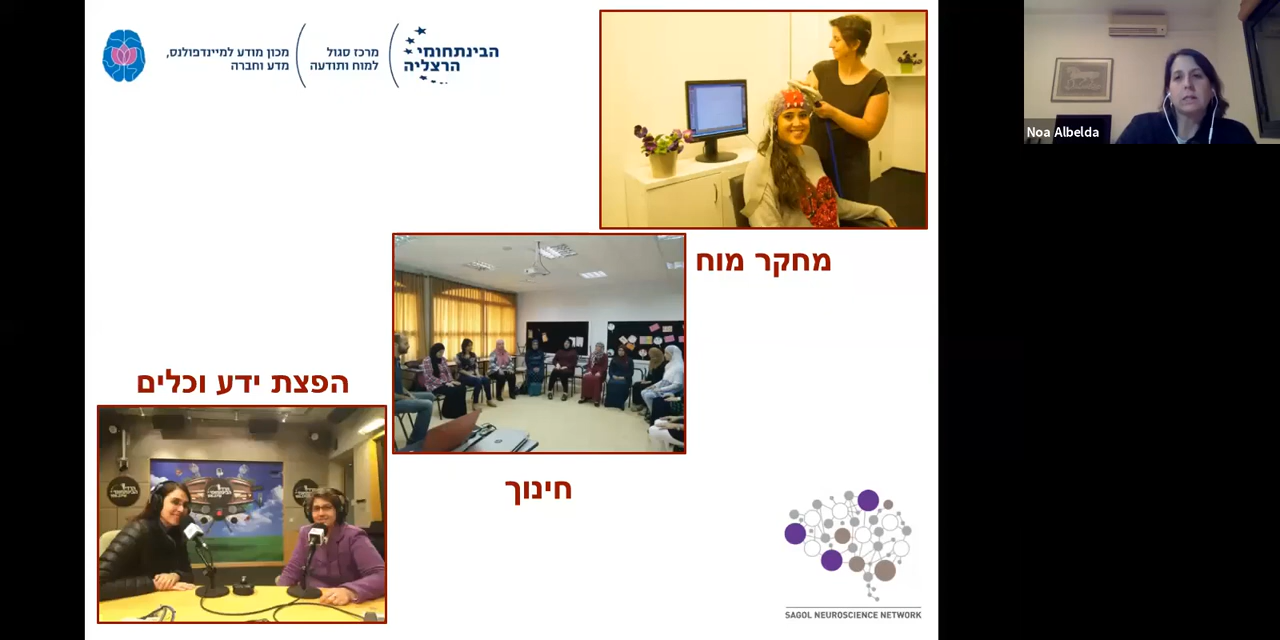 הבינתחומי
הרצליה
מרכז סגול
למוח ותודעה
מכון מודע למיינדפולנס,
מדע וחברה
Noa Albelda
מחקר מוח
חינוך
הפצת ידע וכלים
SAGOL NEUROSCIENCE NETWORK